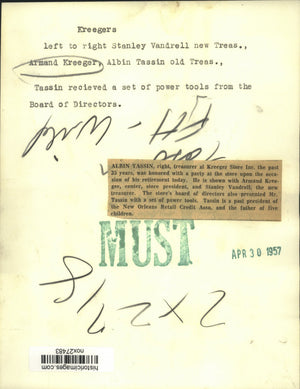 Kreegers
left to right Stanley Vandrell new Treas.,
Armand Kreeger, Albin Tassin old Treas.,
Tassin recieved a set of power tools from the
Board of Directors.
ALBIN TASSIN, right, treasurer of Kreeger Store Inc. the past
25 years, was honored with a party at the store upon the occa-
sion of his retirement today. He is shown with Armand Kree-
ger, center, store president, and Stanley Vandrell, the new
treasurer. The store's board of directors also presented Mr.
Tassin with a set of power tools. Tassin is a past president of
the New Orleans Retail Credit Assn. and the father of five
children.
MUST
APR 30 1957
2 x 27
historicimages.com
nox27483